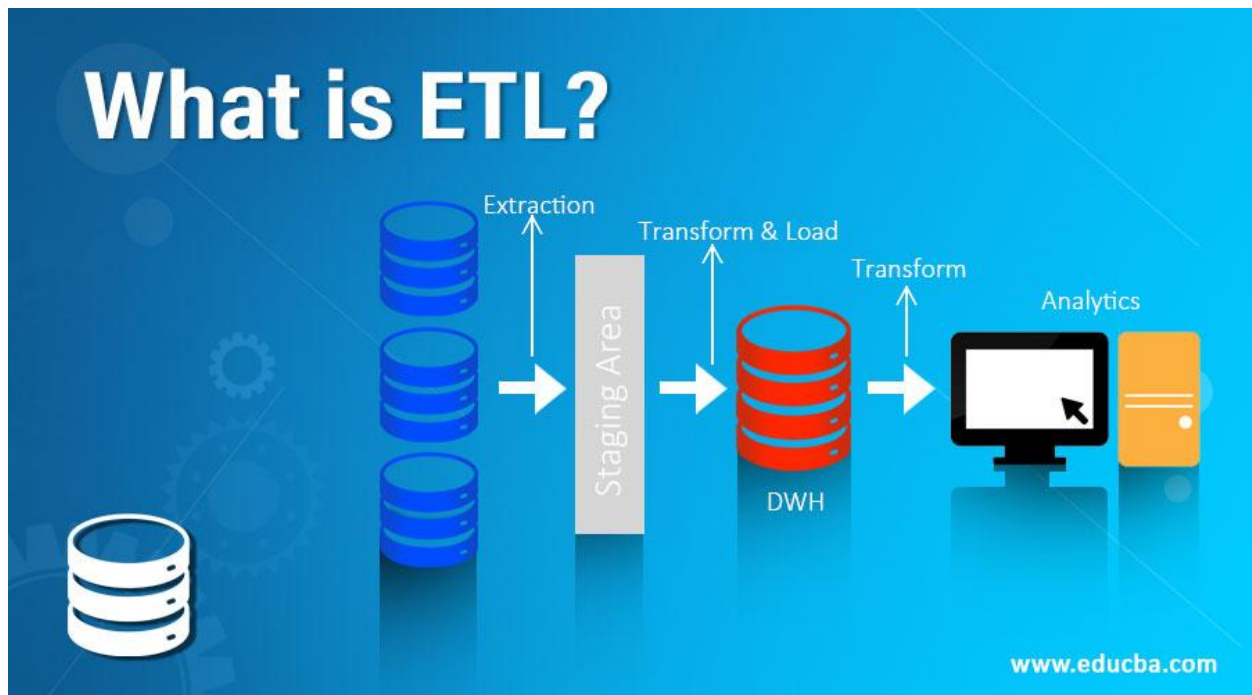 What is ETL?
Extraction
Transform & Load
Transform
Analytics
Staging Area
DWH
www.educba.com